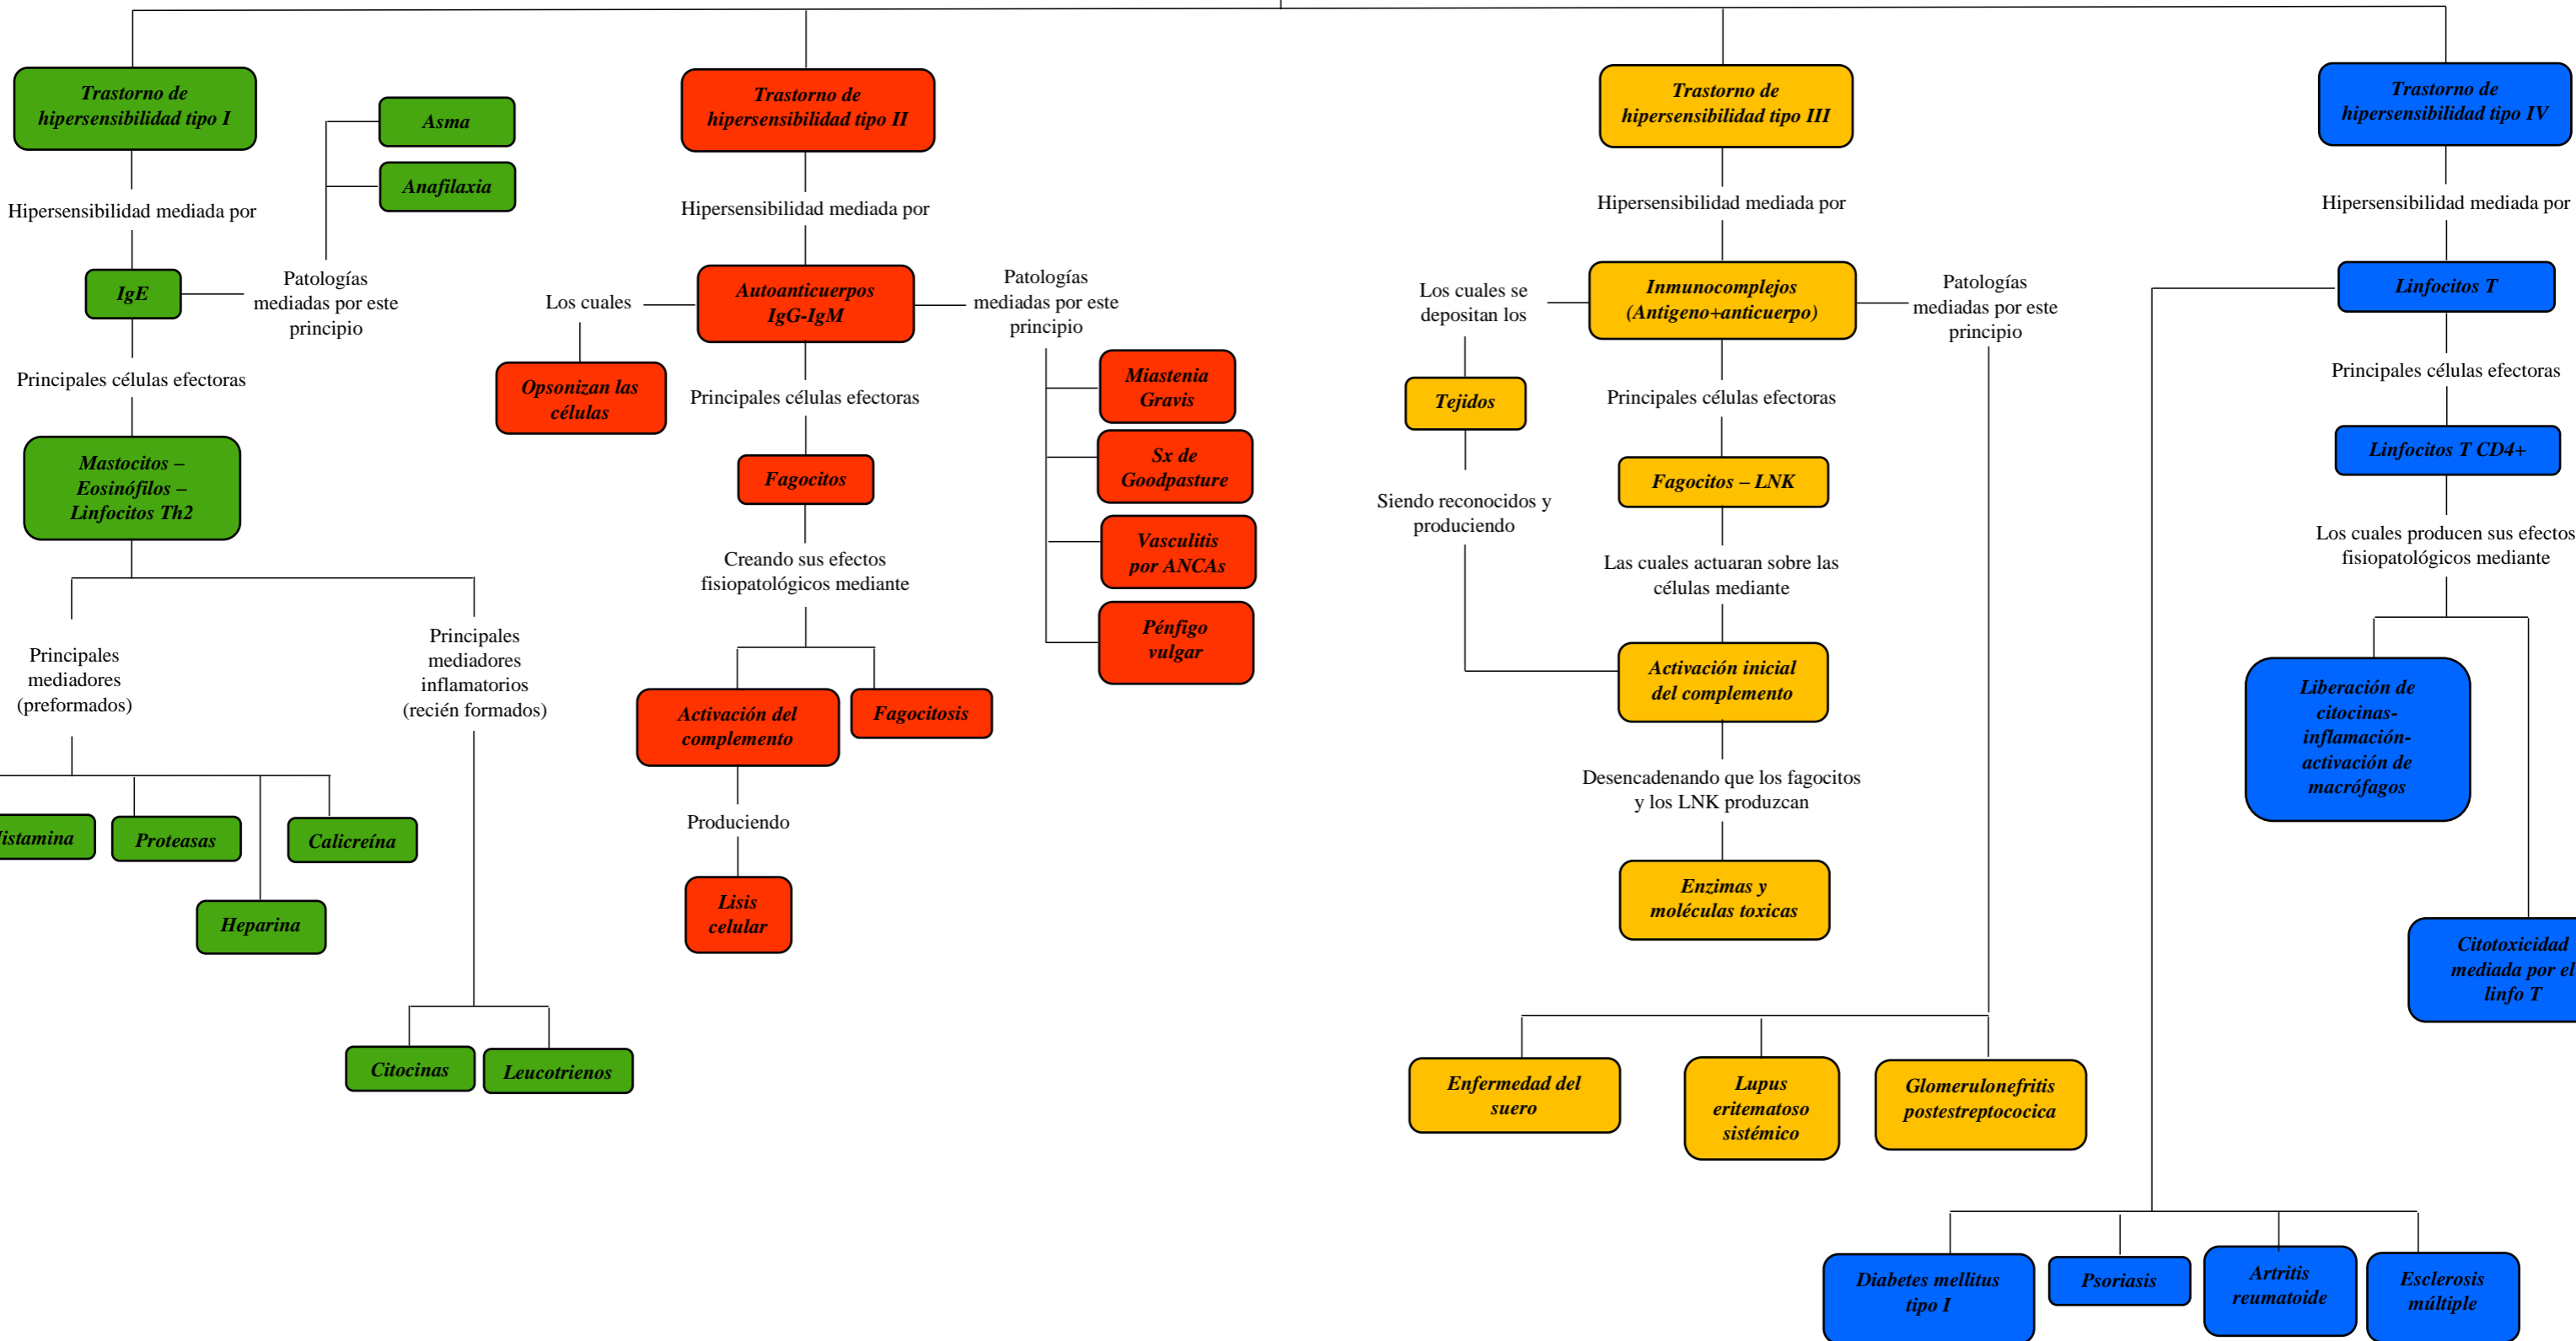 Trastorno de
hipersensibilidad tipo I
Hipersensibilidad mediada por
IgE
Patologías
mediadas por este
principio
Asma
Anafilaxia
Principales células efectoras
Mastocitos –
Eosinófilos –
Linfocitos Th2
Principales
mediadores
(preformados)
Proteasas
Heparina
Calicreína
Principales
mediadores
inflamatorios
(recién formados)
Citocinas
Leucotrienos
Trastorno de
hipersensibilidad tipo II
Hipersensibilidad mediada por
Autoanticuerpos
IgG-IgM
Los cuales
Opsonizan las
células
Patologías
mediadas por este
principio
Miastenia
Gravis
Sx de
Goodpasture
Vasculitis
por ANCAs
Pénfigo
vulgar
Principales células efectoras
Fagocitos
Creando sus efectos
fisiopatológicos mediante
Activación del
complemento
Fagocitosis
Produciendo
Lisis
celular
Trastorno de
hipersensibilidad tipo III
Hipersensibilidad mediada por
Inmunocomplejos
(Antigeno+anticuerpo)
Los cuales se
depositan los
Tejidos
Siendo reconocidos y
produciendo
Principales células efectoras
Fagocitos – LNK
Las cuales actuaran sobre las
células mediante
Activación inicial
del complemento
Desencadenando que los fagocitos
y los LNK produzcan
Enzimas y
moléculas toxicas
Patologías
mediadas por este
principio
Enfermedad del
suero
Lupus
eritematoso
sistémico
Glomerulonefritis
postestreptococica
Trastorno de
hipersensibilidad tipo IV
Hipersensibilidad mediada por
Linfocitos T
Principales células efectoras
Linfocitos T CD4+
Los cuales producen sus efectos
fisiopatológicos mediante
Liberación de
citocinas-
inflamación-
activación de
macrófagos
Citotoxicidad
mediada por el
linfo T
Diabetes mellitus
tipo I
Psoriasis
Artritis
reumatoide
Esclerosis
múltiple